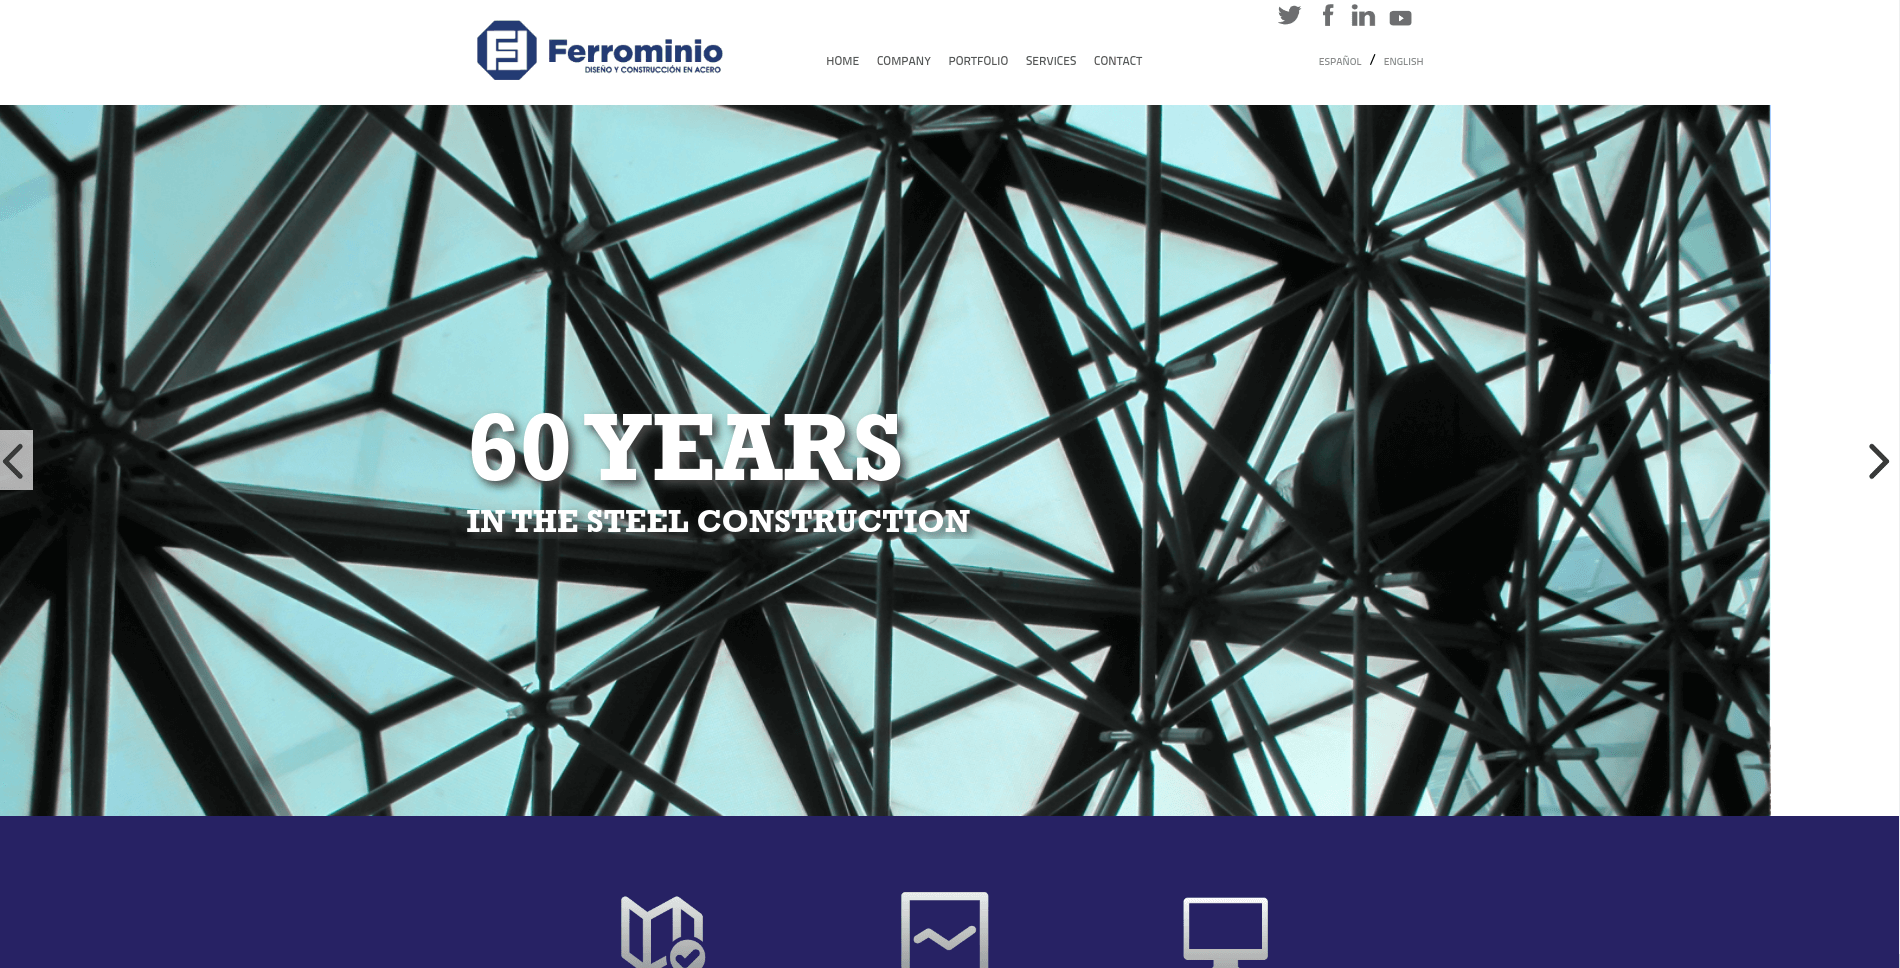 Ferrominio
DISEÑO Y CONSTRUCCIÓN EN ACERO
HOME COMPANY PORTFOLIO SERVICES CONTACT
ESPAÑOL / ENGLISH
60 YEARS
IN THE STEEL CONSTRUCTION